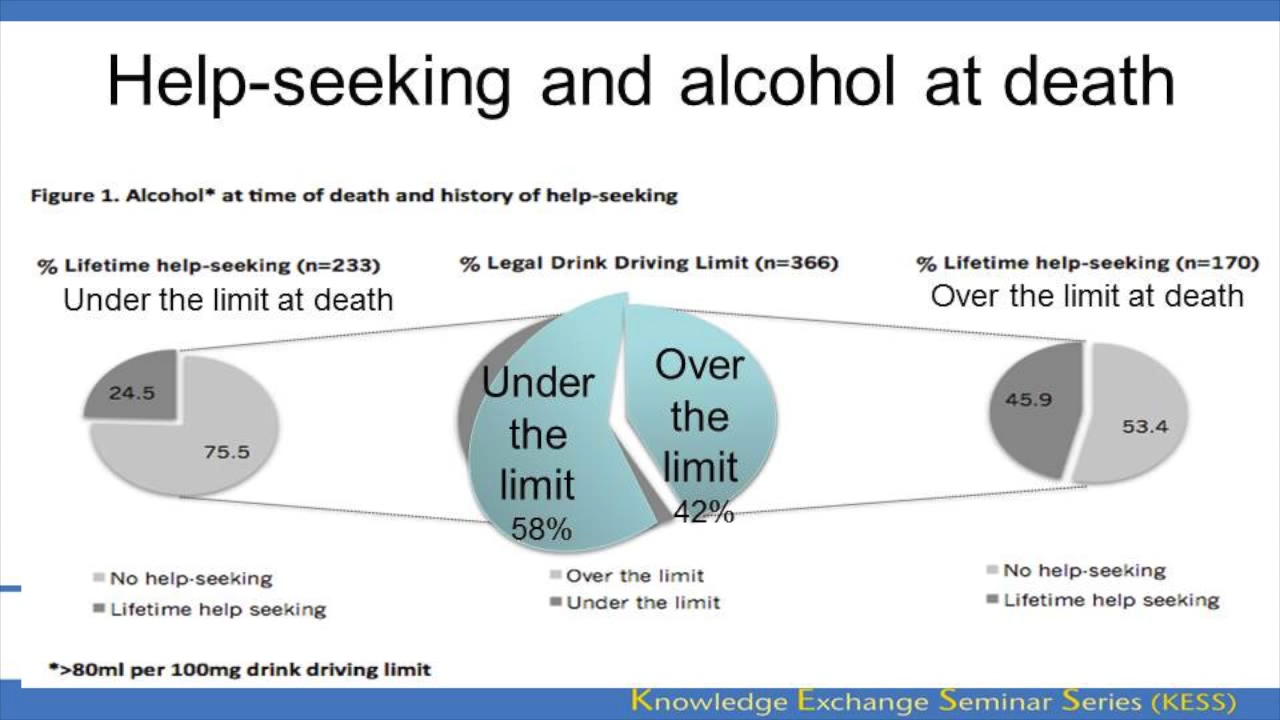 Help-seeking and alcohol at death
Figure 1. Alcohol* at time of death and history of help-seeking
% Lifetime help-seeking (n=233)
Under the limit at death
24.5
75.5
No help-seeking
Lifetime help seeking
% Legal Drink Driving Limit (n=366)
Under
the
limit
58%
Over
the
limit
42%
Over the limit
Under the limit
% Lifetime help-seeking (n=170)
Over the limit at death
45.9
53.4
No help-seeking
Lifetime help seeking
*>80ml per 100mg drink driving limit
Knowledge Exchange Seminar Series (KESS)